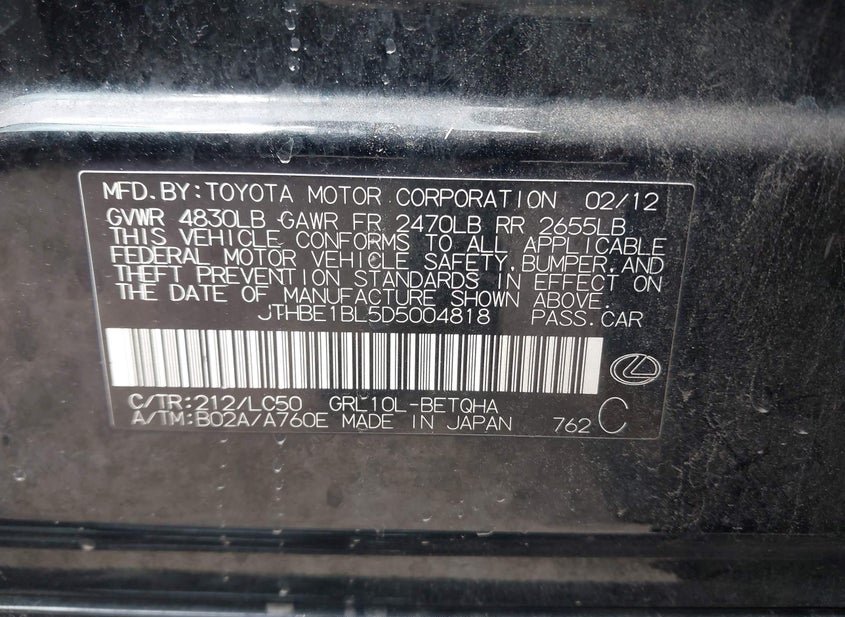 MFD.BY:TOYOTA MOTOR CORPORATION 02/12
GVWR 4830LB GAWR FR 2470LB RR 2655LB
THIS VEHICLE CONFORMS TO ALL APPLICABLE
FEDERAL MOTOR VEHICLE SAFETY,BUMPER,AND
THEFT PREVENTION STANDARDS IN EFFECT ON
THE DATE OF MANUFACTURE SHOWN ABOVE.
JTHBE1BL5D5004818 PASS.CAR
C/TR:212/LC50 GRL10L-BETQHA
A/TM:B02A/A760E MADE IN JAPAN 762 C